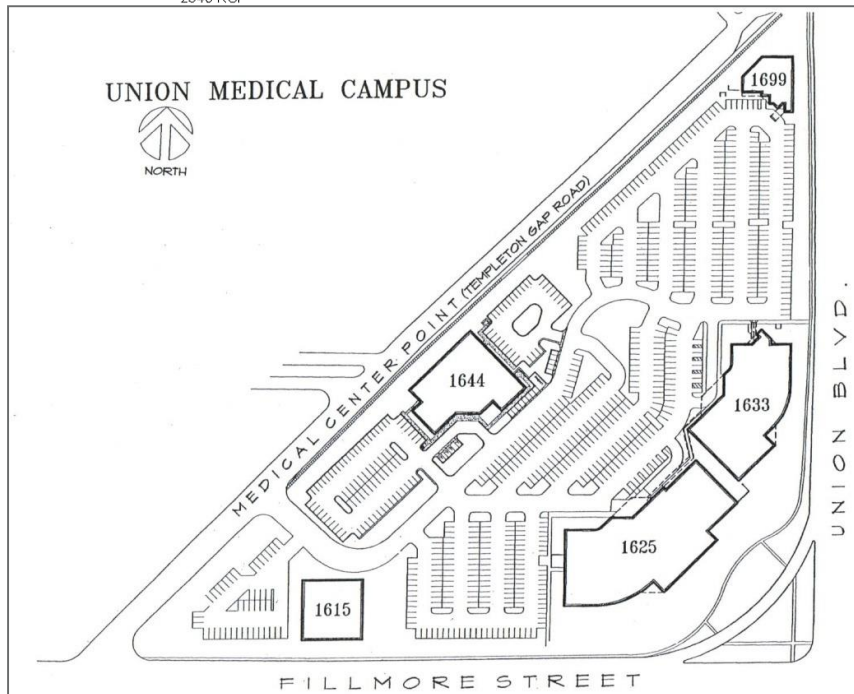 1699
UNION MEDICAL CAMPUS
NORTH
MEDICAL CENTER POINT (TEMPLETON GAP ROAD)
UNION BLVD.
1644
1633
1625
1615
FILLMORE STREET